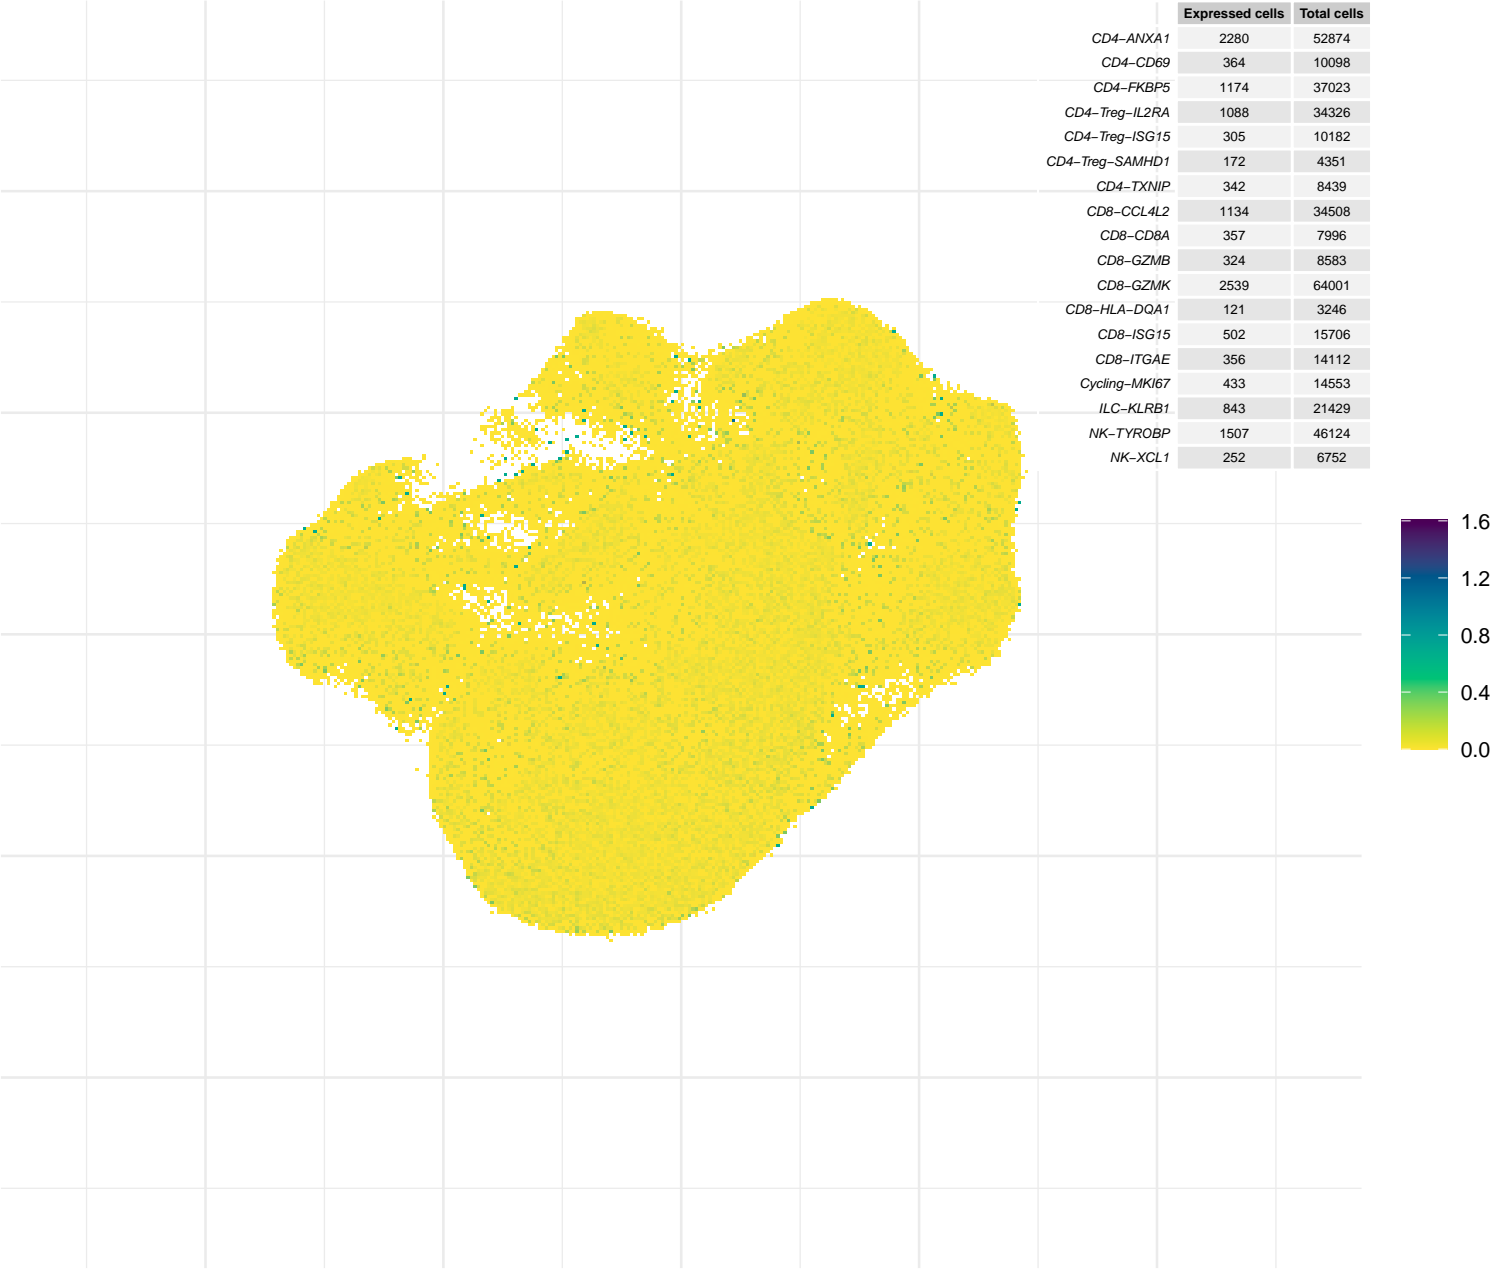 Expressed cells Total cells
CD4−ANXA1 2280 52874
CD4−CD69 364 10098
CD4−FKBP5 1174 37023
CD4−Treg−IL2RA 1088 34326
CD4−Treg−ISG15 305 10182
CD4−Treg−SAMHD1 172 4351
CD4−TXNIP 342 8439
CD8−CCL4L2 1134 34508
CD8−CD8A 357 7996
CD8−GZMB 324 8583
CD8−GZMK 2539 64001
CD8−HLA−DQA1 121 3246
CD8−ISG15 502 15706
CD8−ITGAE 356 14112
Cycling−MKI67 433 14553
ILC−KLRB1 843 21429
NK−TYROBP 1507 46124
NK−XCL1 252 6752
1.6
1.2
0.8
0.4
0.0